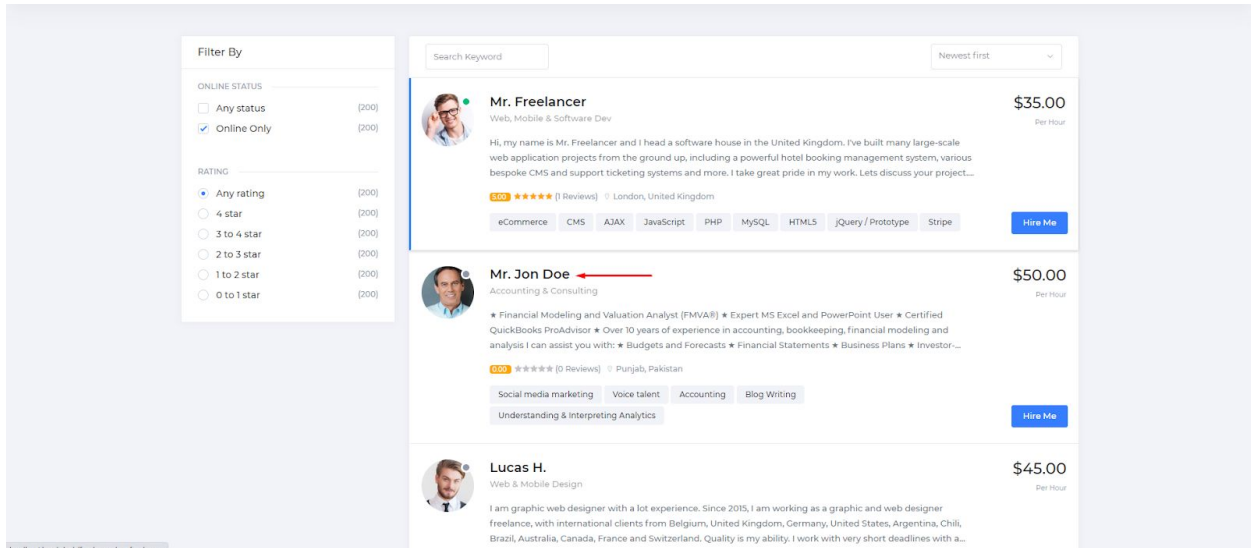 Filter By
ONLINE STATUS
Any status (200)
Online Only (200)
RATING
Any rating (200)
4 star (200)
3 to 4 star (200)
2 to 3 star (200)
1 to 2 star (200)
0 to 1 star (200)
Search Keyword
Newest first
Mr. Freelancer
$35.00
Web, Mobile & Software Dev
Per Hour
Hi, my name is Mr. Freelancer and I head a software house in the United Kingdom. I've built many large-scale
web application projects from the ground up, including a powerful hotel booking management system, various
bespoke CMS and support ticketing systems and more. I take great pride in my work. Lets discuss your project....
5.00 ★★★★★ (1 Reviews) London, United Kingdom
eCommerce CMS AJAX JavaScript PHP MySQL HTML5 jQuery / Prototype Stripe
Hire Me
Mr. Jon Doe
$50.00
Accounting & Consulting
Per Hour
★ Financial Modeling and Valuation Analyst (FMVA®) ★ Expert MS Excel and PowerPoint User ★ Certified
QuickBooks ProAdvisor ★ Over 10 years of experience in accounting, bookkeeping, financial modeling and
analysis I can assist you with: ★ Budgets and Forecasts ★ Financial Statements ★ Business Plans ★ Investor-...
0.00 ★★★★★ (0 Reviews) Punjab, Pakistan
Social media marketing Voice talent Accounting Blog Writing
Understanding & Interpreting Analytics
Hire Me
Lucas H.
$45.00
Web & Mobile Design
Per Hour
I am graphic web designer with a lot experience. Since 2015, I am working as a graphic and web designer
freelance, with international clients from Belgium, United Kingdom, Germany, United States, Argentina, Chili,
Brazil, Australia, Canada, France and Switzerland. Quality is my ability. I work with very short deadlines with a...